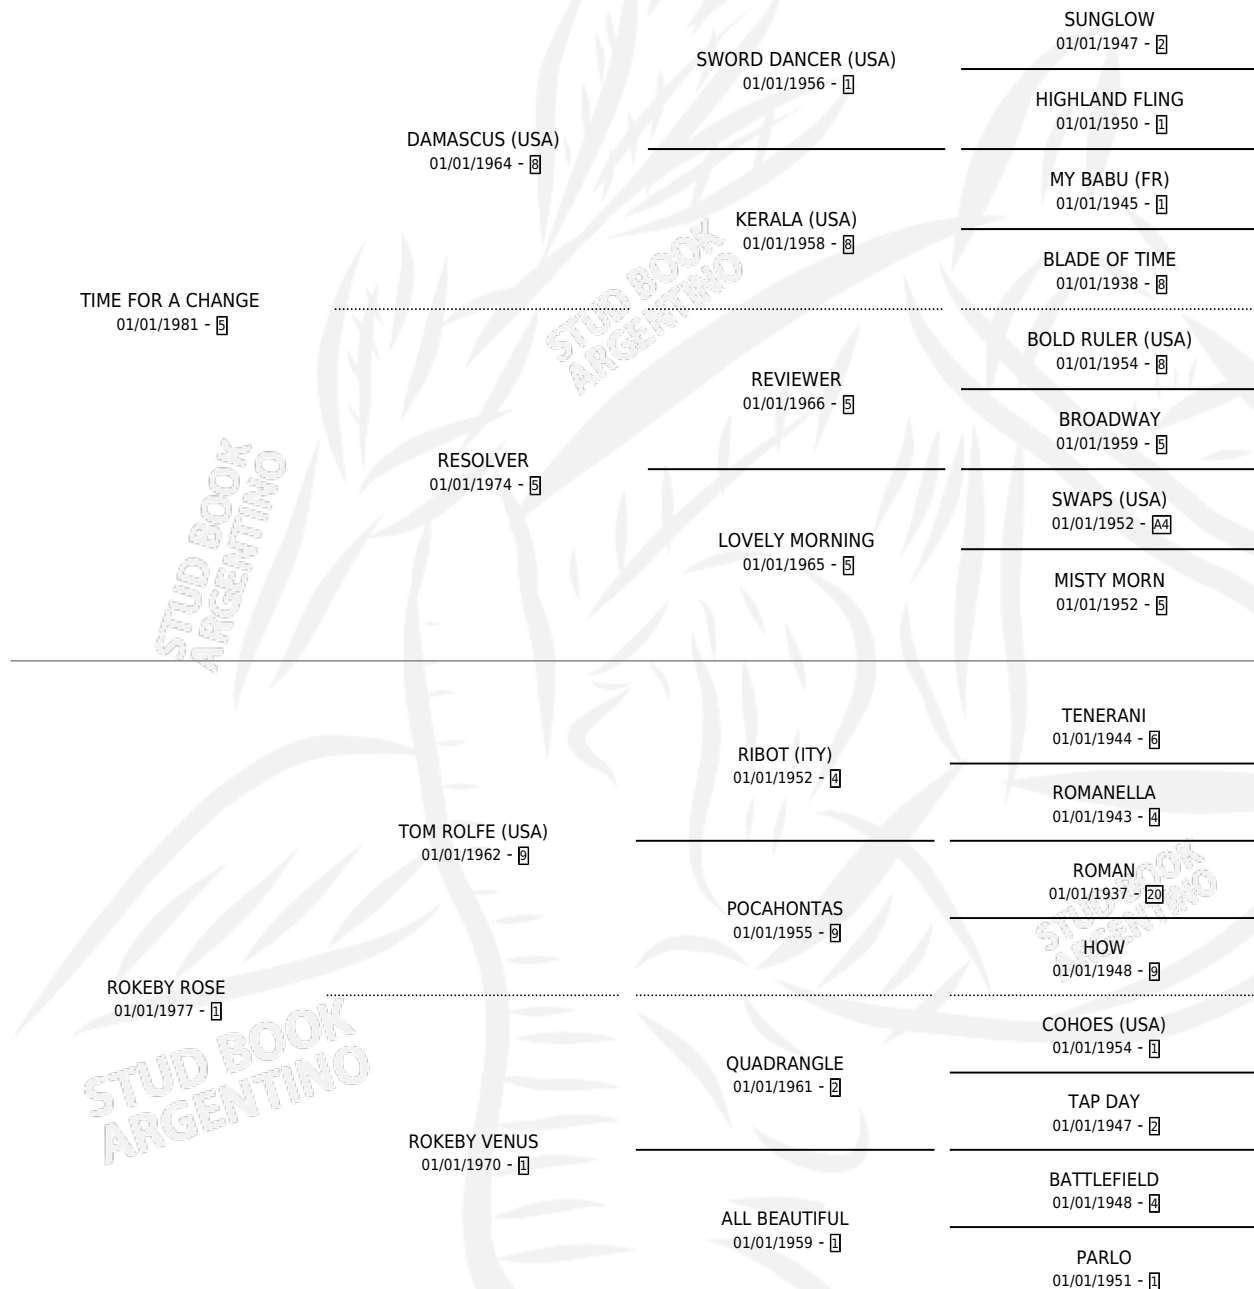 SUNGLOW
01/01/1947 - 2
SWORD DANCER (USA)
01/01/1956 - 1
HIGHLAND FLING
01/01/1950 - 1
DAMASCUS (USA)
01/01/1964 - 8
MY BABU (FR)
01/01/1945 - 1
KERALA (USA)
01/01/1958 - 8
BLADE OF TIME
01/01/1938 - 8
TIME FOR A CHANGE
01/01/1981 - 5
BOLD RULER (USA)
01/01/1954 - 8
REVIEWER
01/01/1966 - 5
BROADWAY
01/01/1959 - 5
RESOLVER
01/01/1974 - 5
SWAPS (USA)
01/01/1952 - A4
LOVELY MORNING
01/01/1965 - 5
MISTY MORN
01/01/1952 - 5
STUD BOOK
ARGENTINO
STUD BOOK
ARGENTINO
TENERANI
01/01/1944 - 6
RIBOT (ITY)
01/01/1952 - 4
ROMANELLA
01/01/1943 - 4
TOM ROLFE (USA)
01/01/1962 - 9
ROMAN
01/01/1937 - 20
POCAHONTAS
01/01/1955 - 9
HOW
01/01/1948 - 9
ROKEBY ROSE
01/01/1977 - 1
COHOES (USA)
01/01/1954 - 1
QUADRANGLE
01/01/1961 - 2
TAP DAY
01/01/1947 - 2
ROKEBY VENUS
01/01/1970 - 1
BATTLEFIELD
01/01/1948 - 4
ALL BEAUTIFUL
01/01/1959 - 1
PARLO
01/01/1951 - 1
STUD BOOK
ARGENTINO
STUD BOOK
ARGENTINO